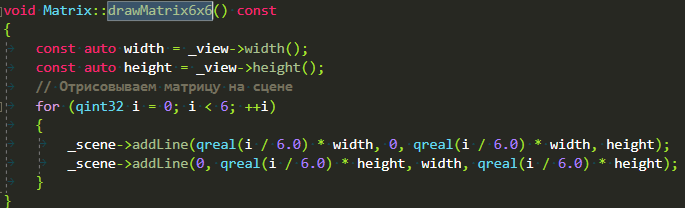 void Matrix::drawMatrix6x6() const
{
    const auto width = _view->width();
    const auto height = _view->height();
    // Отрисовываем матрицу на сцене
    for (qint32 i = 0; i < 6; ++i)
    {
        _scene->addLine(qreal(i / 6.0) * width, 0, qreal(i / 6.0) * width, height);
        _scene->addLine(0, qreal(i / 6.0) * height, width, qreal(i / 6.0) * height);
    }
}